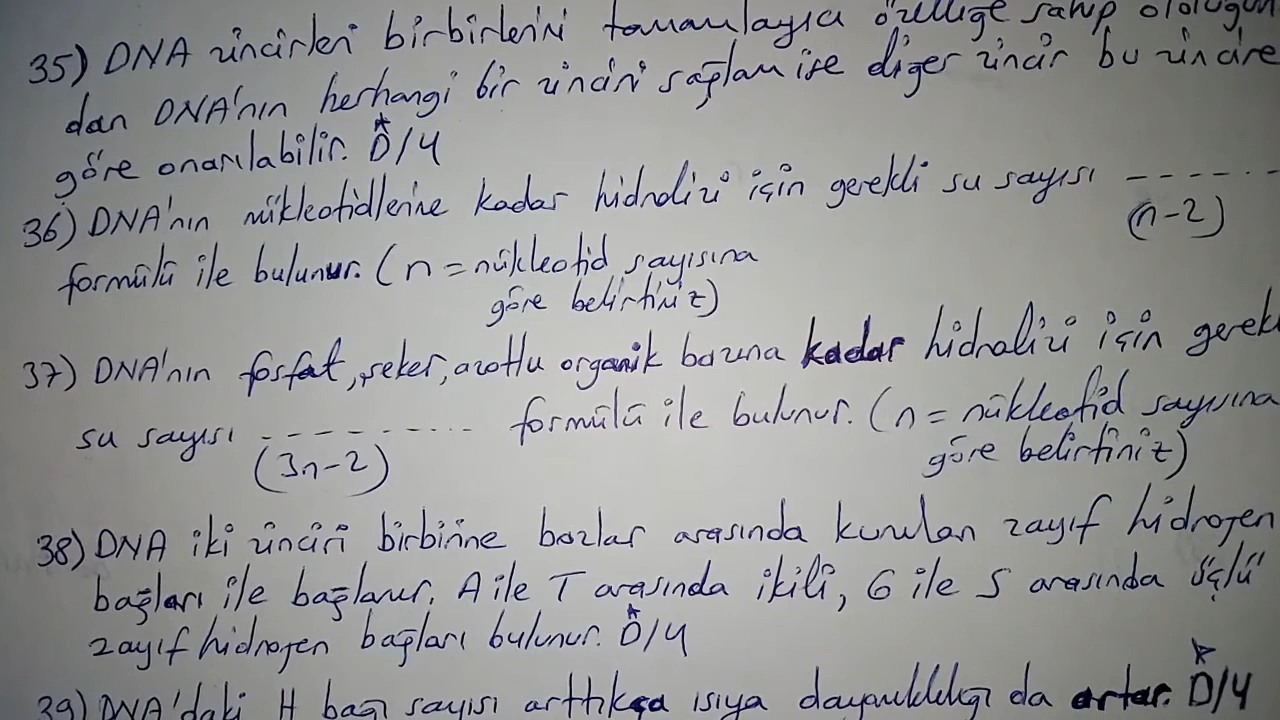 35) DNA zincirleri birbirlerini tamamlayıcı özelliğe sahip olduğun
dan DNA'nın herhangi bir zinciri sağlam ise diğer zincir bu zincire
göre onarılabilir. D/Y
36) DNA'nın nükleotidlerine kadar hidrolizi için gerekli su sayısı ------
(n-2)
formülü ile bulunur. (n = nükleotid sayısına
göre belirtiniz)
37) DNA'nın fosfat, şeker, azotlu organik bazına kadar hidrolizi için gerekl
su sayısı --------- formülü ile bulunur. (n = nükleotid sayısına
(3n-2) göre belirtiniz)
38) DNA iki zinciri birbirine bazlar arasında kurulan zayıf hidrojen
bağları ile bağlanır. A ile T arasında ikili, G ile S arasında üçlü
zayıf hidrojen bağları bulunur. D/Y
39) DNA'daki H bağı sayısı arttıkça ısıya dayanıklılığı da artar. D/Y